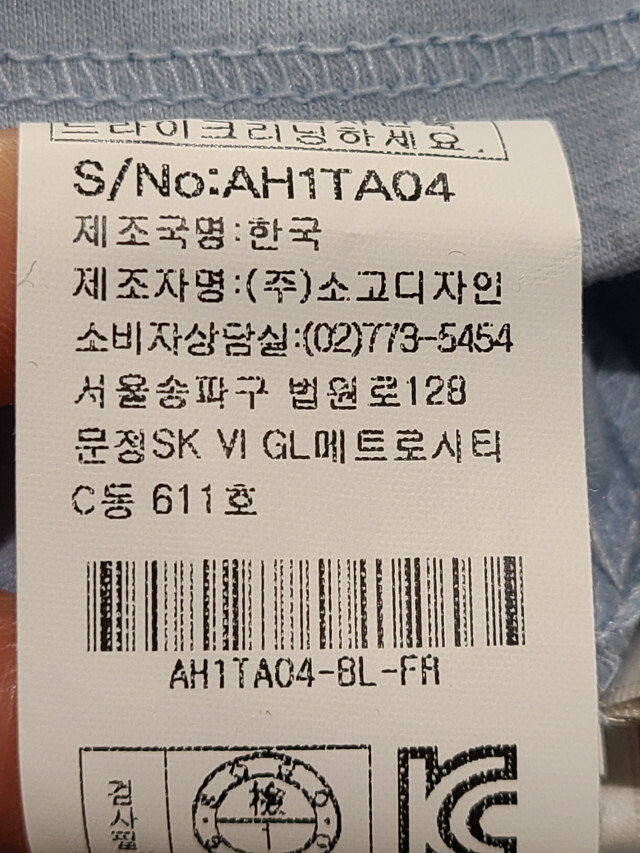 드라이크리닝하세요.
S/No:AH1TA04
제조국명:한국
제조자명:(주)소고디자인
소비자상담실:(02)773-5454
서울송파구 법원로128
문정SK VI GL메트로시티
C동 611호
AH1TA04-BL-FR
검사필
檢